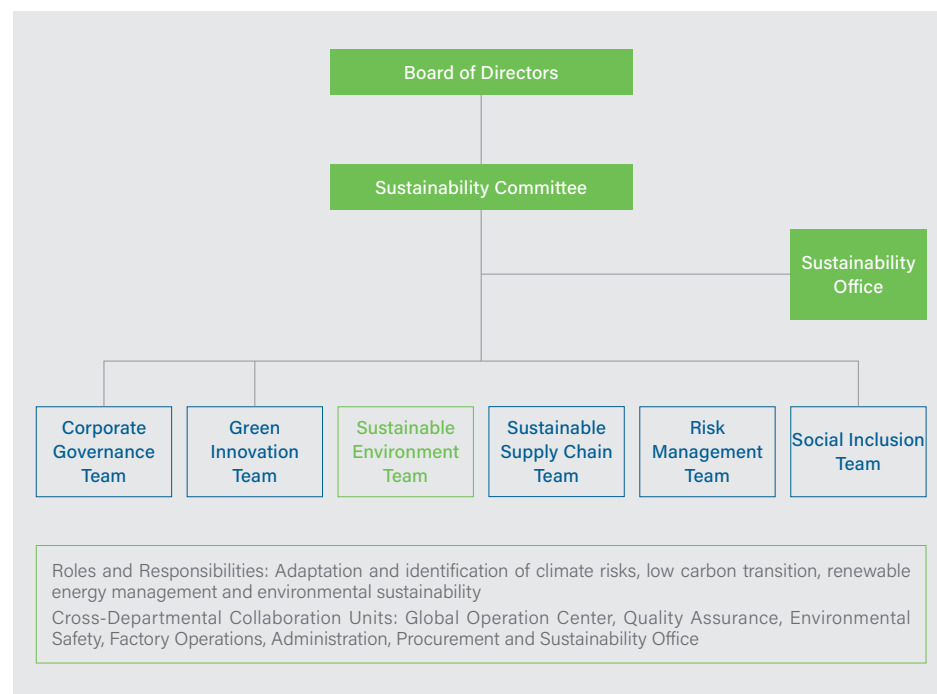 Board of Directors
Sustainability Committee
Sustainability
Office
Corporate
Governance
Team
Green
Innovation
Team
Sustainable
Environment
Team
Sustainable
Supply Chain
Team
Risk
Management
Team
Social Inclusion
Team
Roles and Responsibilities: Adaptation and identification of climate risks, low carbon transition, renewable
energy management and environmental sustainability
Cross-Departmental Collaboration Units: Global Operation Center, Quality Assurance, Environmental
Safety, Factory Operations, Administration, Procurement and Sustainability Office